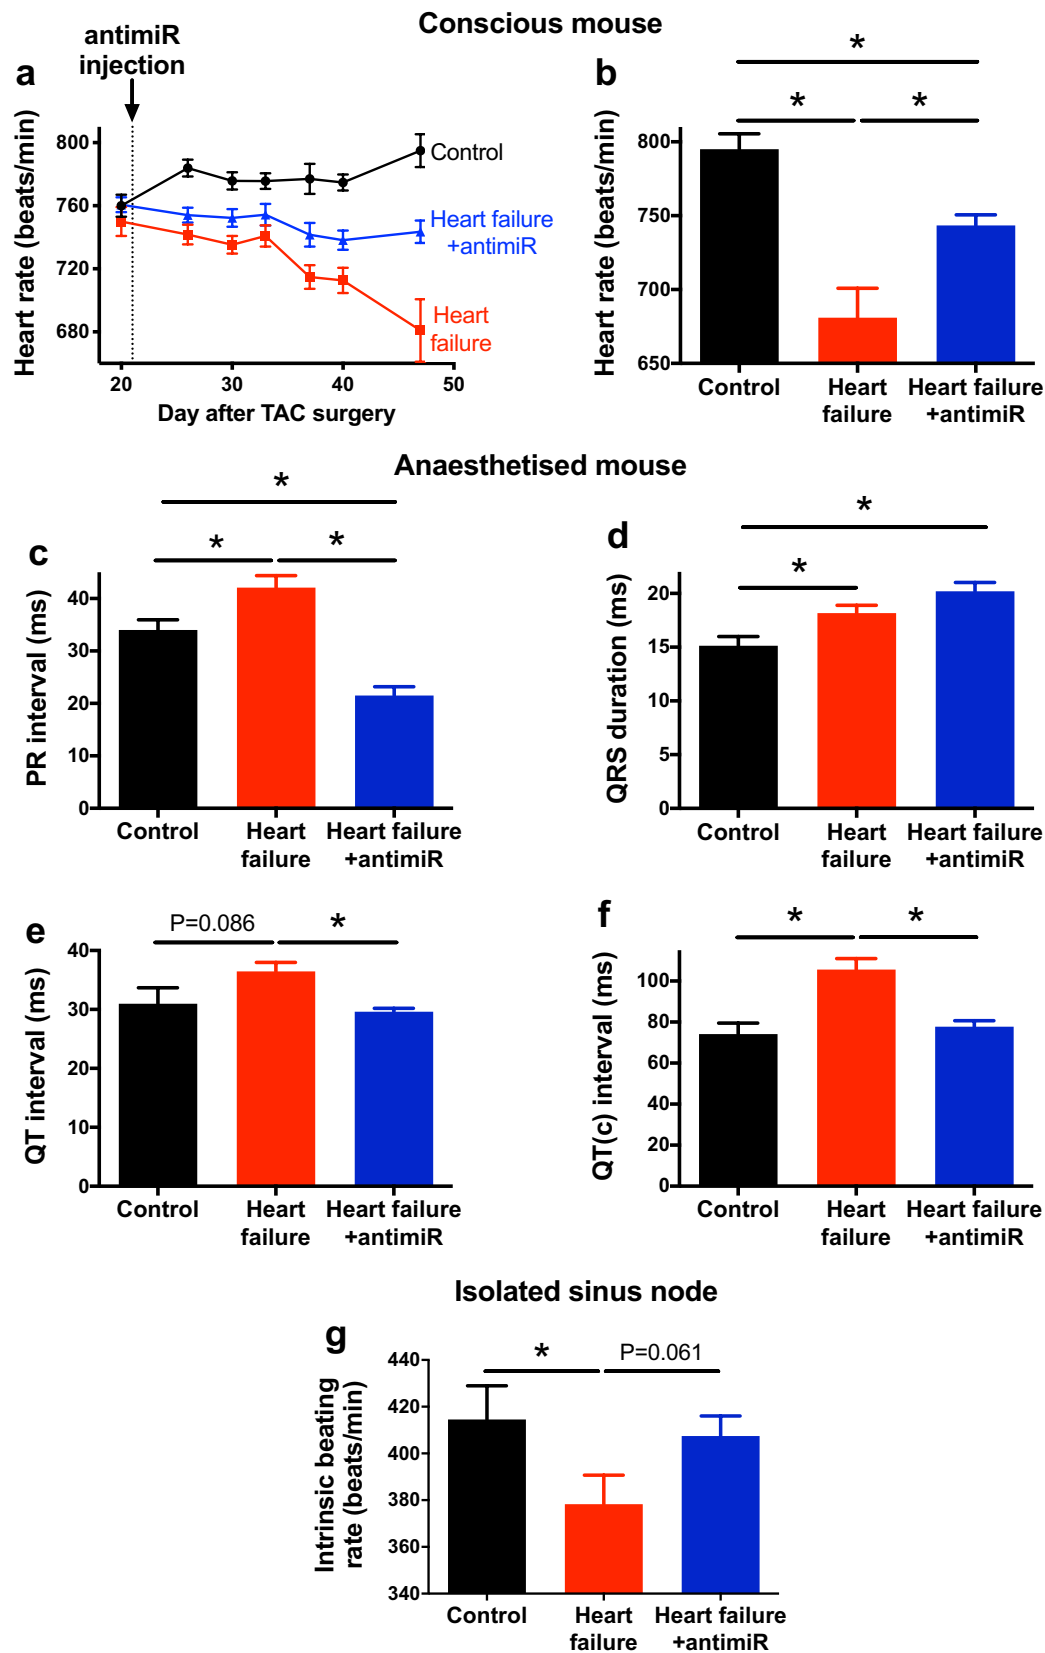 Conscious mouse
antimiR
injection
a
Heart rate (beats/min)
800
760
720
680
20
30
40
50
Day after TAC surgery
Control
Heart failure
+antimiR
Heart
failure
b
*
*
*
Heart rate (beats/min)
800
750
700
650
Control
Heart
failure
Heart failure
+antimiR
Anaesthetised mouse
c
*
*
*
PR interval (ms)
40
30
20
10
0
Control
Heart
failure
Heart failure
+antimiR
d
*
*
QRS duration (ms)
20
15
10
5
0
Control
Heart
failure
Heart failure
+antimiR
e
P=0.086
*
QT interval (ms)
40
30
20
10
0
Control
Heart
failure
Heart failure
+antimiR
f
*
*
QT(c) interval (ms)
100
80
60
40
20
0
Control
Heart
failure
Heart failure
+antimiR
Isolated sinus node
g
*
P=0.061
Intrinsic beating
rate (beats/min)
440
420
400
380
360
340
Control
Heart
failure
Heart failure
+antimiR